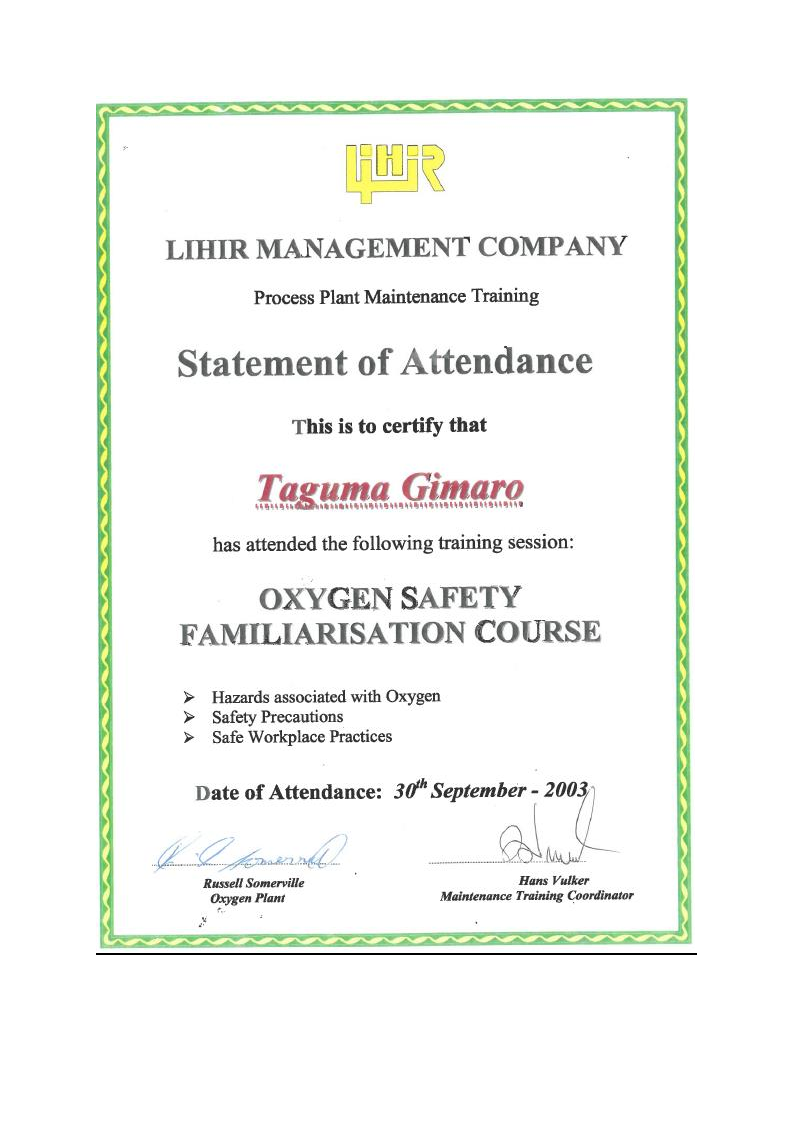 LIHIR
LIHIR MANAGEMENT COMPANY
Process Plant Maintenance Training
Statement of Attendance
This is to certify that
Taguma Gimaro
has attended the following training session:
OXYGEN SAFETY
FAMILIARISATION COURSE
➢ Hazards associated with Oxygen
➢ Safety Precautions
➢ Safe Workplace Practices
Date of Attendance: 30th September - 2003
Russell Somerville
Oxygen Plant
Hans Vulker
Maintenance Training Coordinator